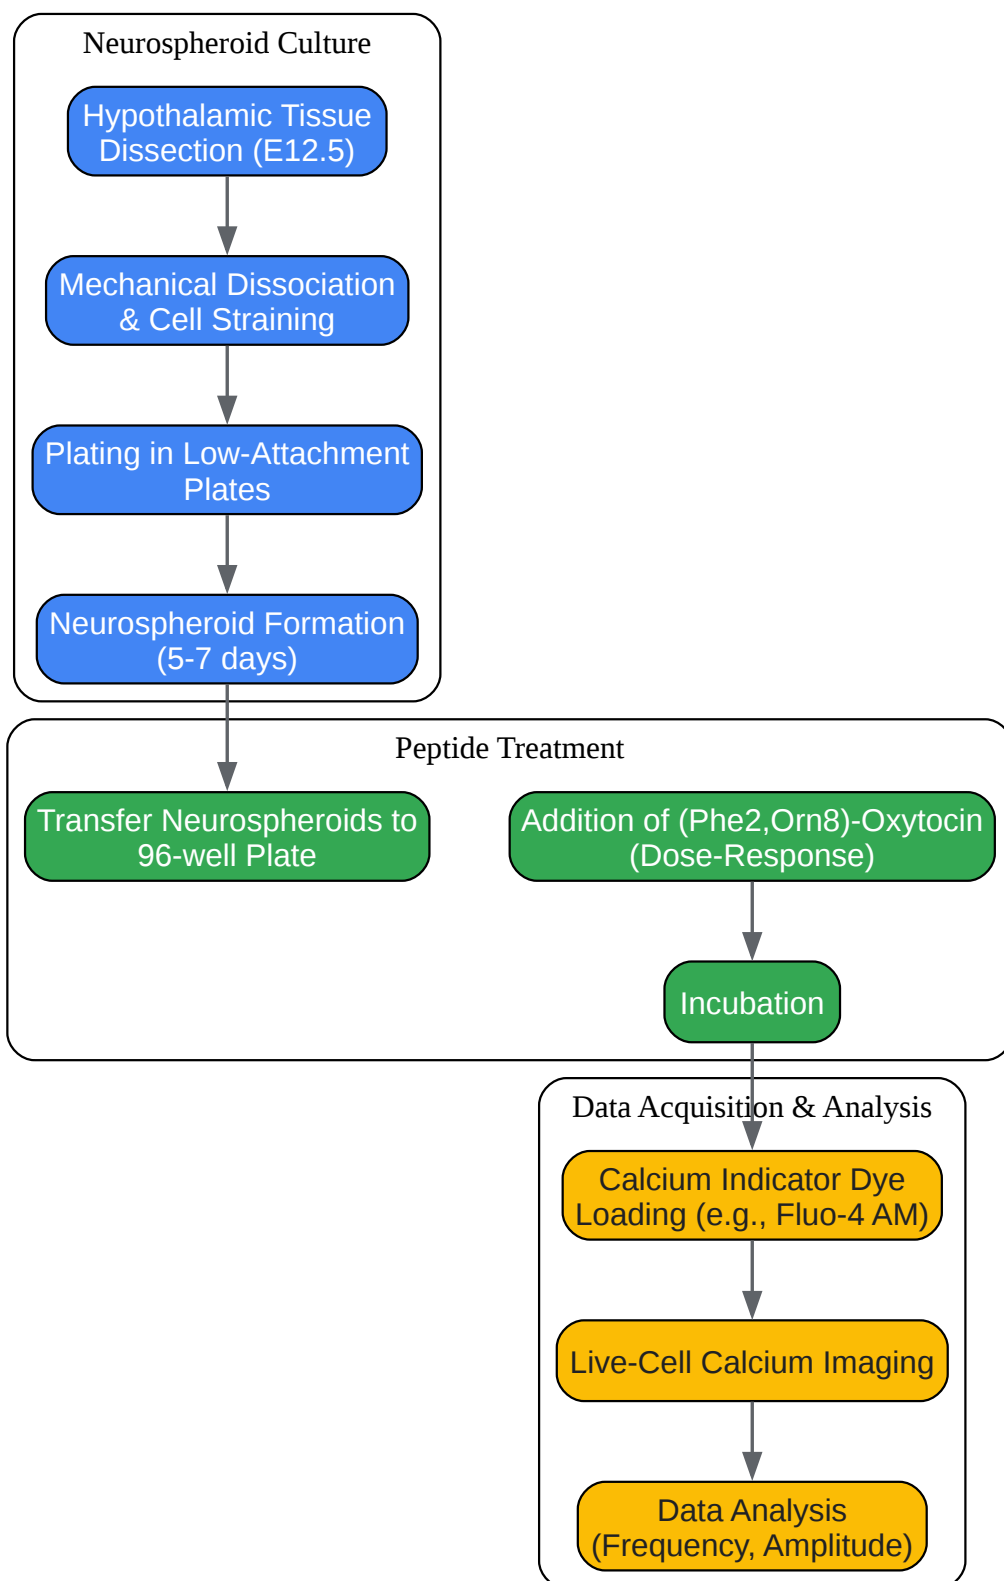 Neurospheroid Culture
Hypothalamic Tissue
Dissection (E12.5)
Mechanical Dissociation
& Cell Straining
Plating in Low-Attachment
Plates
Neurospheroid Formation
(5-7 days)
Peptide Treatment
Transfer Neurospheroids to
96-well Plate
Addition of (Phe2,Orn8)-Oxytocin
(Dose-Response)
Incubation
Data Acquisition & Analysis
Calcium Indicator Dye
Loading (e.g., Fluo-4 AM)
Live-Cell Calcium Imaging
Data Analysis
(Frequency, Amplitude)